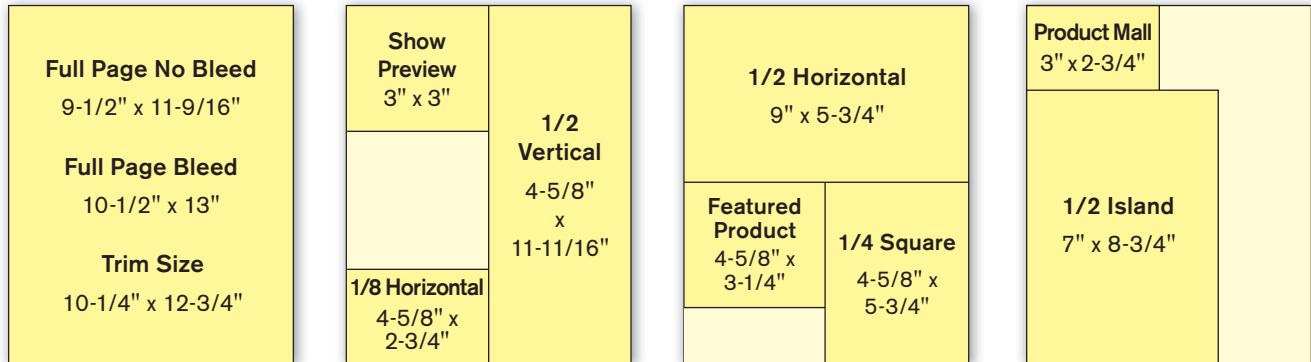 Full Page No Bleed
9-1/2" x 11-9/16"
Full Page Bleed
10-1/2" x 13"
Trim Size
10-1/4" x 12-3/4"
Show
Preview
3" x 3"
1/8 Horizontal
4-5/8" x
2-3/4"
1/2
Vertical
4-5/8"
x
11-11/16"
1/2 Horizontal
9" x 5-3/4"
Featured
Product
4-5/8" x
3-1/4"
1/4 Square
4-5/8" x
5-3/4"
Product Mall
3" x 2-3/4"
1/2 Island
7" x 8-3/4"